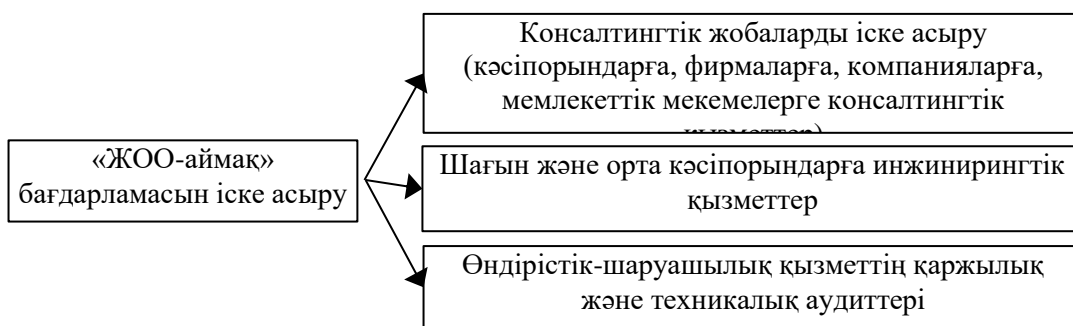 Консалтингтік жобаларды іске асыру
(кәсіпорындарға, фирмаларға, компанияларға,
мемлекеттік мекемелерге консалтингтік
«ЖОО-аймақ»
бағдарламасын іске асыру
Шағын және орта кәсіпорындарға инжинирингтік
қызметтер
Өндірістік-шаруашылық қызметтің қаржылық
және техникалық аудиттері